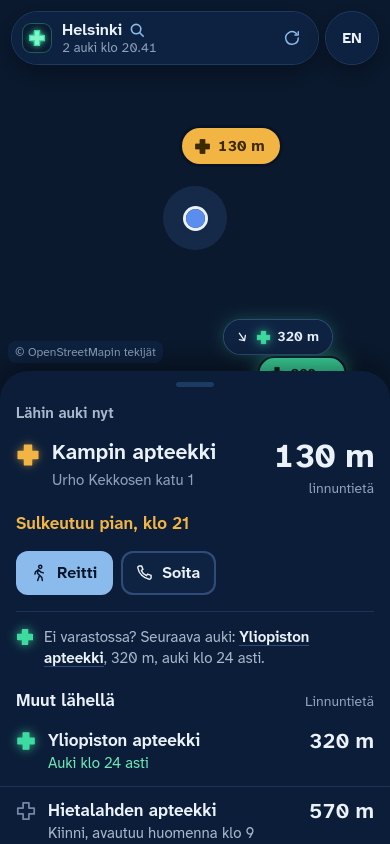 Helsinki
2 auki klo 20.41
EN
130 m
320 m
© OpenStreetMapin tekijät
Lähin auki nyt
Kampin apteekki
130 m
Urho Kekkosen katu 1
linnuntietä
Sulkeutuu pian, klo 21
Reitti
Soita
Ei varastossa? Seuraava auki: Yliopiston
apteekki, 320 m, auki klo 24 asti.
Muut lähellä
Linnuntietä
Yliopiston apteekki
320 m
Auki klo 24 asti
Hietalahden apteekki
570 m
Kiinni, avautuu huomenna klo 9